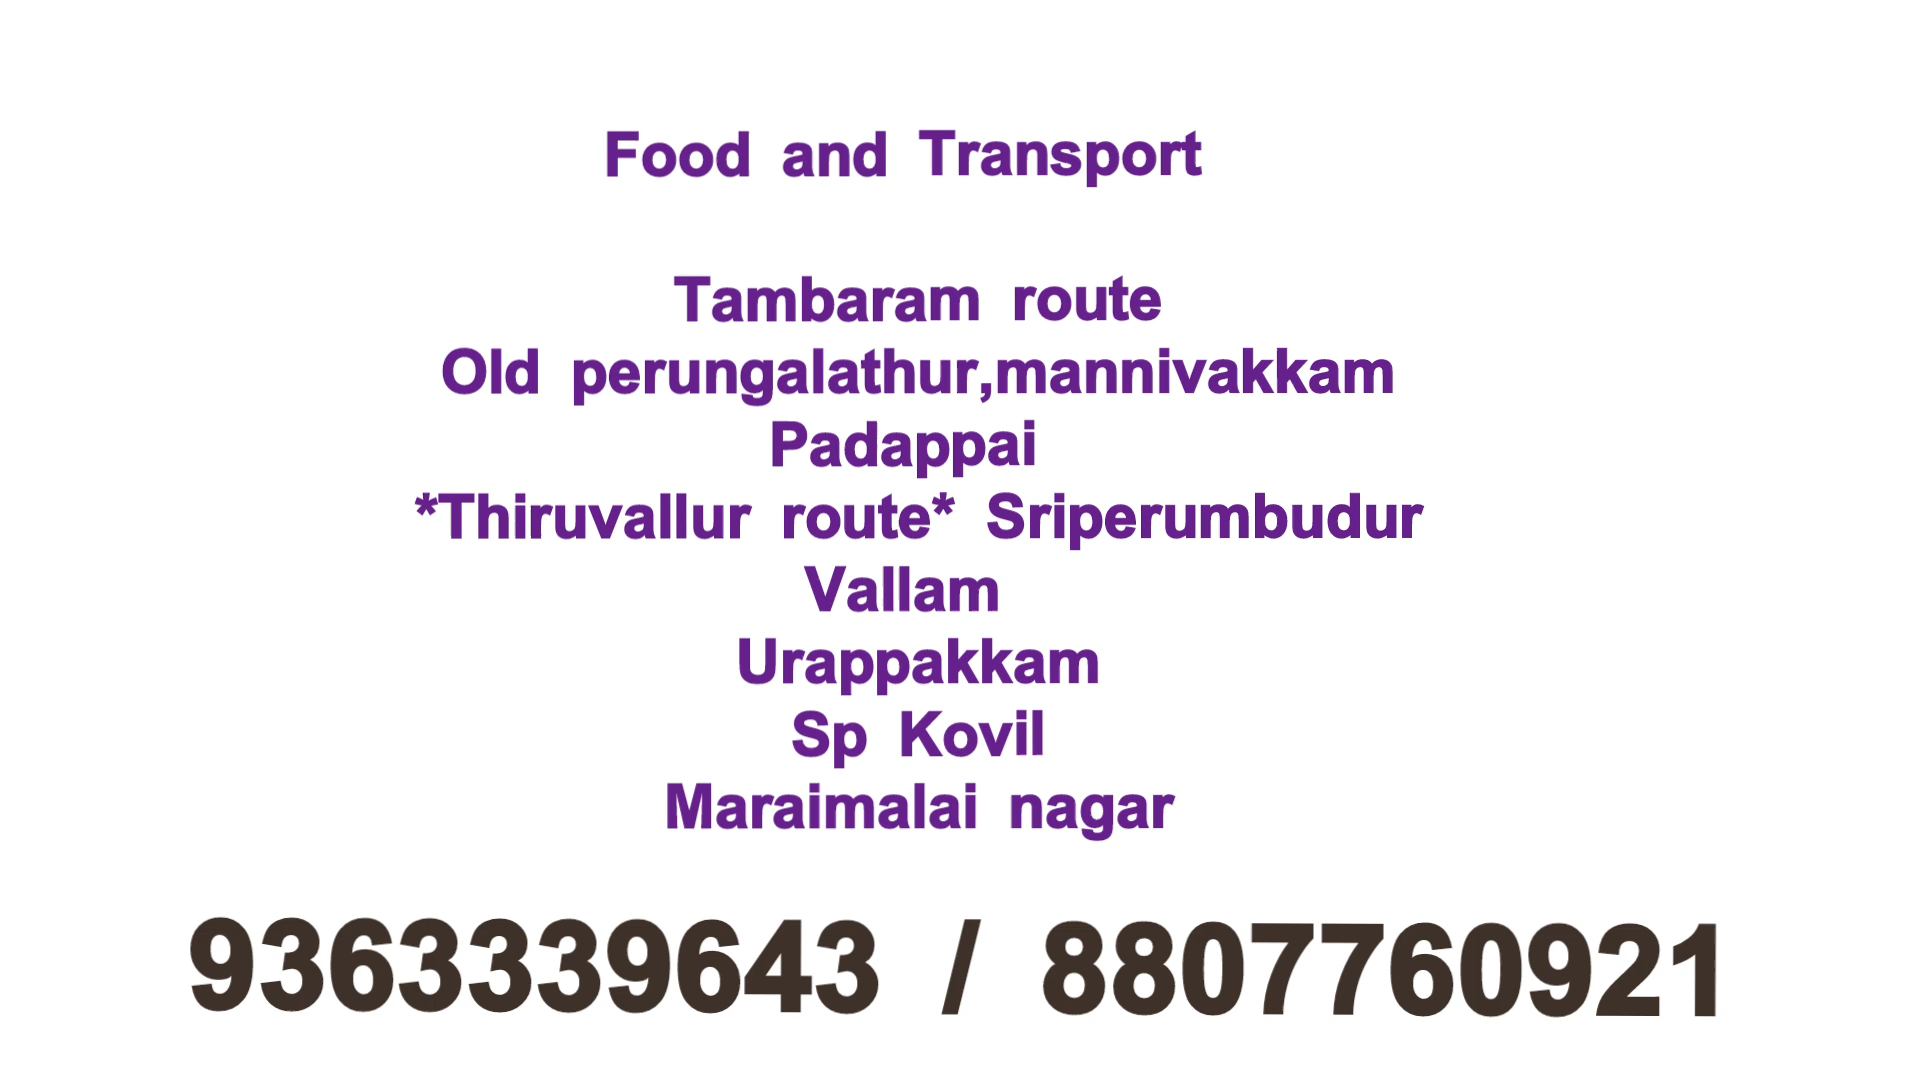 Food and Transport
Tambaram route
Old perungalathur,mannivakkam
Padappai
*Thiruvallur route* Sriperumbudur
Vallam
Urappakkam
Sp Kovil
Maraimalai nagar
9363339643 / 8807760921